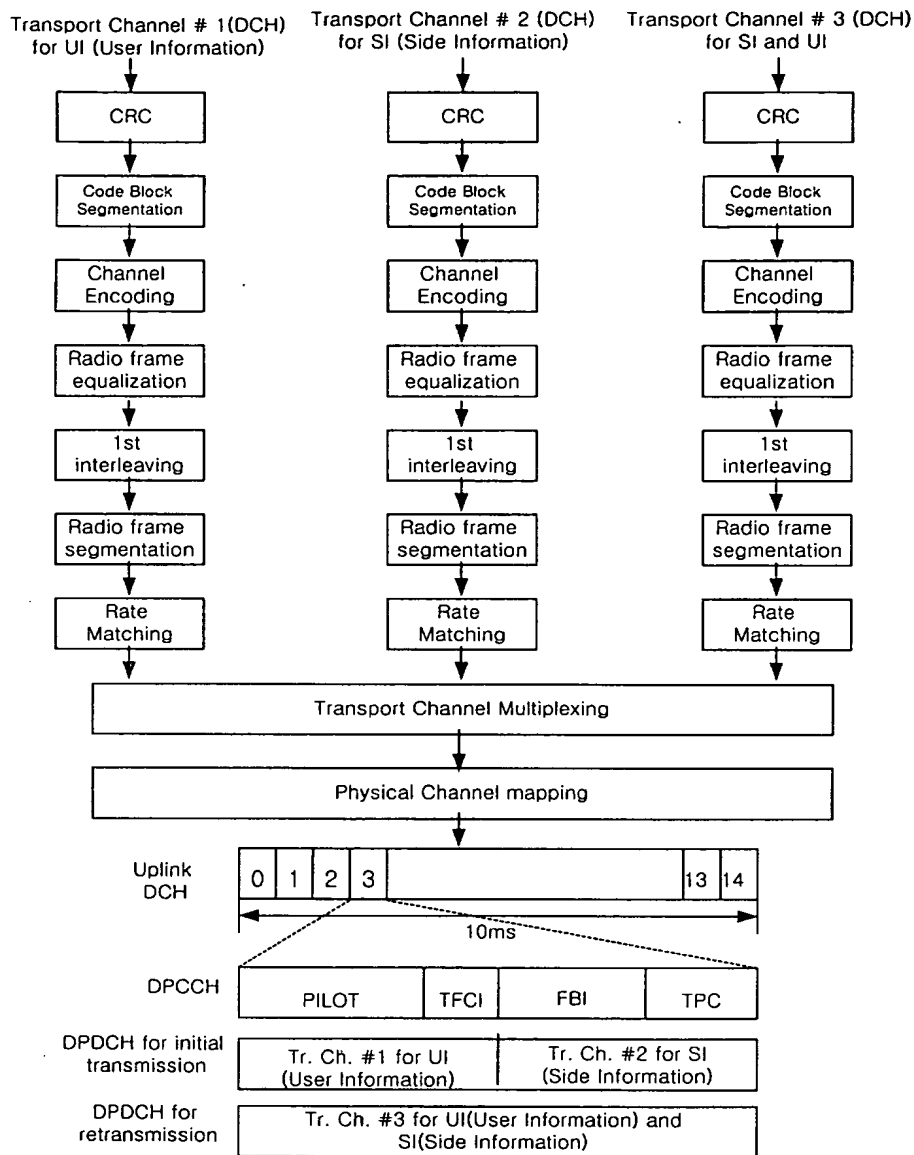 Transport Channel # 1(DCH)
for UI (User Information)
Transport Channel # 2 (DCH)
for SI (Side Information)
Transport Channel # 3 (DCH)
for SI and UI
CRC
CRC
CRC
Code Block
Segmentation
Code Block
Segmentation
Code Block
Segmentation
Channel
Encoding
Channel
Encoding
Channel
Encoding
Radio frame
equalization
Radio frame
equalization
Radio frame
equalization
1st
interleaving
1st
interleaving
1st
interleaving
Radio frame
segmentation
Radio frame
segmentation
Radio frame
segmentation
Rate
Matching
Rate
Matching
Rate
Matching
Transport Channel Multiplexing
Physical Channel mapping
Uplink
DCH
0 1 2 3 13 14
10ms
DPCCH
PILOT TFCI FBI TPC
DPDCH for initial
transmission
Tr. Ch. #1 for UI
(User Information)
Tr. Ch. #2 for SI
(Side Information)
DPDCH for
retransmission
Tr. Ch. #3 for UI(User Information) and
SI(Side Information)